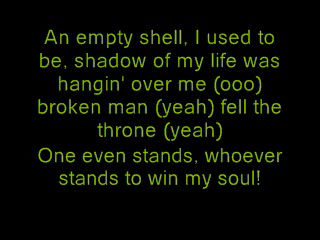 An empty shell, I used to
be, shadow of my life was
hangin' over me (ooo)
broken man (yeah) fell the
throne (yeah)
One even stands, whoever
stands to win my soul!